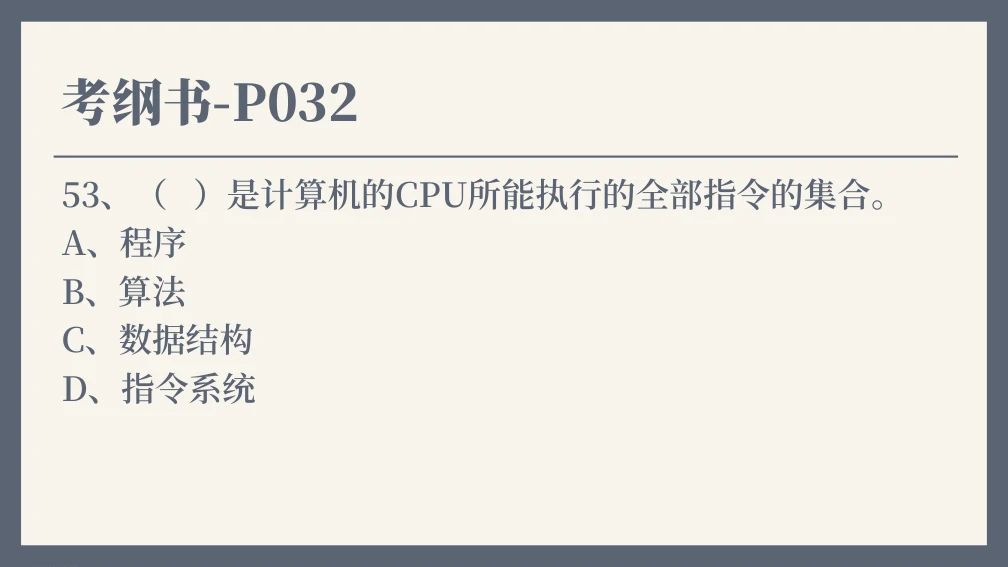 考纲书-P032
53、（  ）是计算机的CPU所能执行的全部指令的集合。
A、程序
B、算法
C、数据结构
D、指令系统